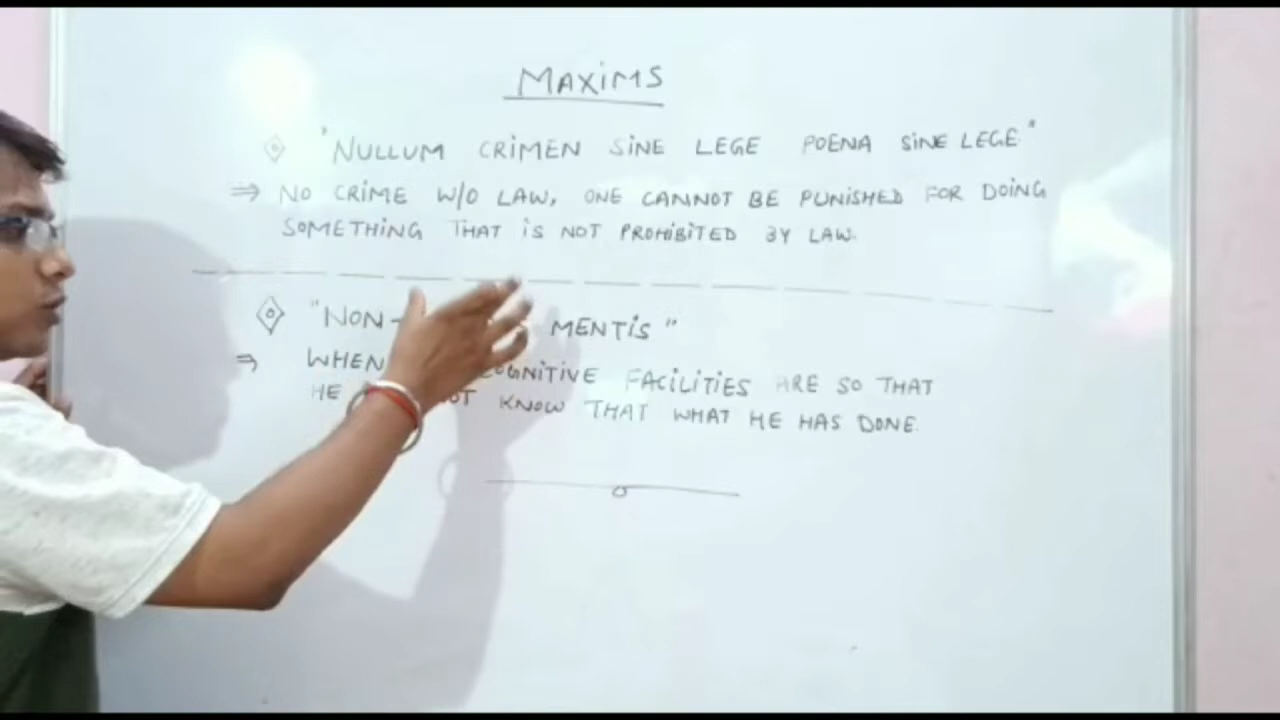 MAXIMS
"NULLUM CRIMEN SINE LEGE POENA SINE LEGE"
⇒ NO CRIME W/O LAW, ONE CANNOT BE PUNISHED FOR DOING
SOMETHING THAT IS NOT PROHIBITED BY LAW.
"NON- MENTIS"
⇒ WHEN COGNITIVE FACILITIES ARE SO THAT
HE NOT KNOW THAT WHAT HE HAS DONE.